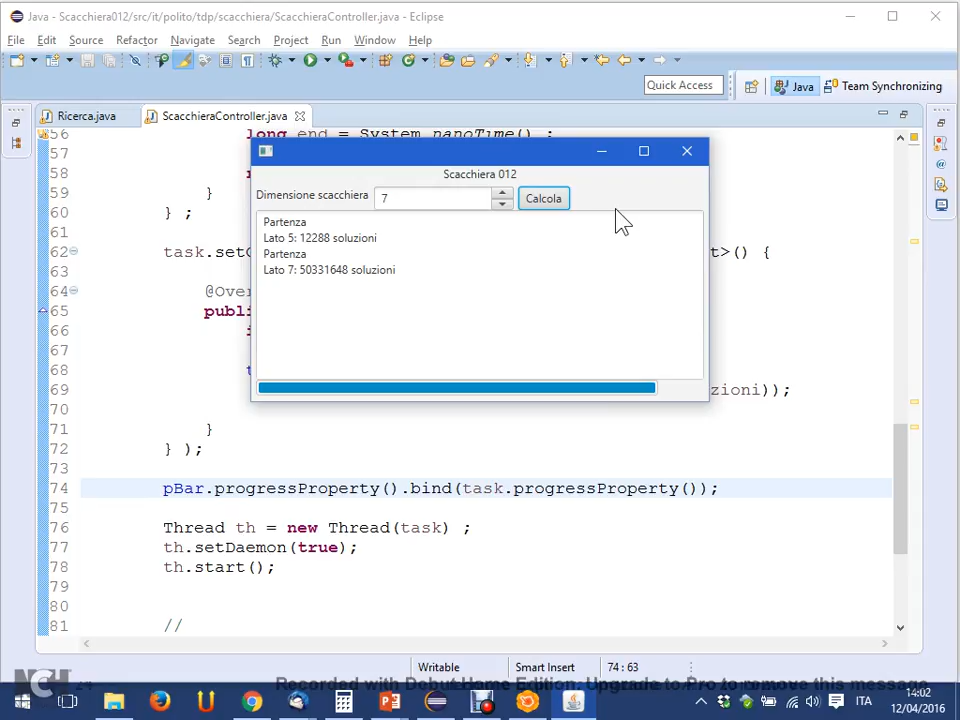 Java - Scacchiera012/src/it/polito/tdp/scacchiera/ScacchieraController.java - Eclipse
File Edit Source Refactor Navigate Search Project Run Window Help
Quick Access
Java
Team Synchronizing
Ricerca.java
ScacchieraController.java
56 long end = System.nanoTime() ;
57
58
59 }
60 } ;
61
62 task.set t>() {
63
64 @Over
65 publi
66
67
68
69 zioni));
70
71 }
72 } );
73
74 pBar.progressProperty().bind(task.progressProperty());
75
76 Thread th = new Thread(task) ;
77 th.setDaemon(true);
78 th.start();
79
80
81 //
Scacchiera 012
Dimensione scacchiera 7 Calcola
Partenza
Lato 5: 12288 soluzioni
Partenza
Lato 7: 50331648 soluzioni
Writable Smart Insert 74 : 63
NCH
Recorded with Debut Home Edition. Upgrade to Pro to remove this message
ITA
14:02
12/04/2016